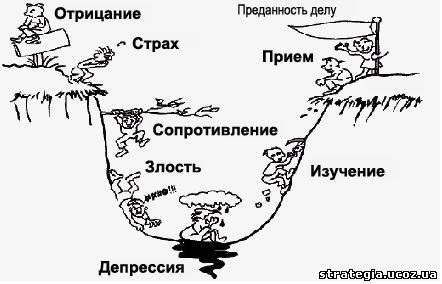 Отрицание
Преданность делу
Страх
Прием
Сопротивление
Злость
Изучение
Депрессия
strategia.ucoz.ua